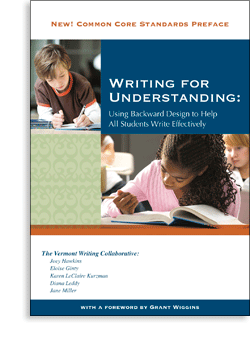 New! Common Core Standards Preface
Writing for
Understanding:
Using Backward Design to Help
All Students Write Effectively
The Vermont Writing Collaborative:
Joey Hawkins
Eloise Ginty
Karen LeClaire Kurzman
Diana Leddy
Jane Miller
with a foreword by Grant Wiggins